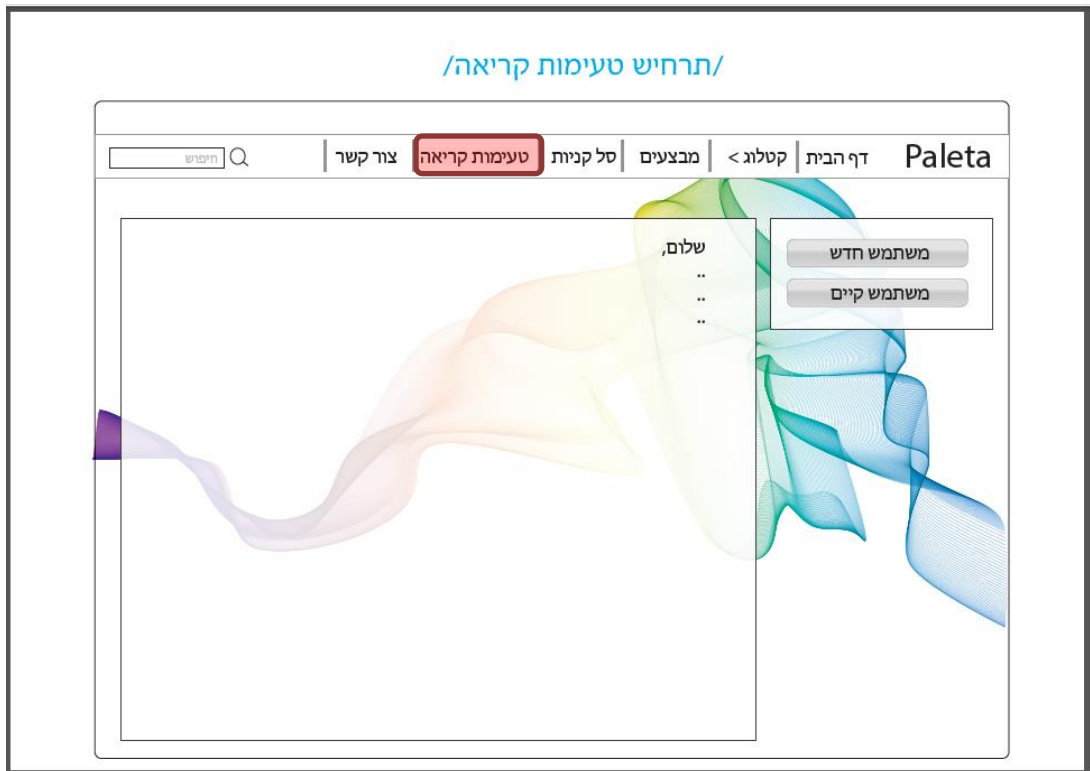 /תרחיש טעימות קריאה/
Paleta דף הבית קטלוג > מבצעים סל קניות טעימות קריאה צור קשר חיפוש
משתמש חדש
משתמש קיים
שלום,
..
..
..